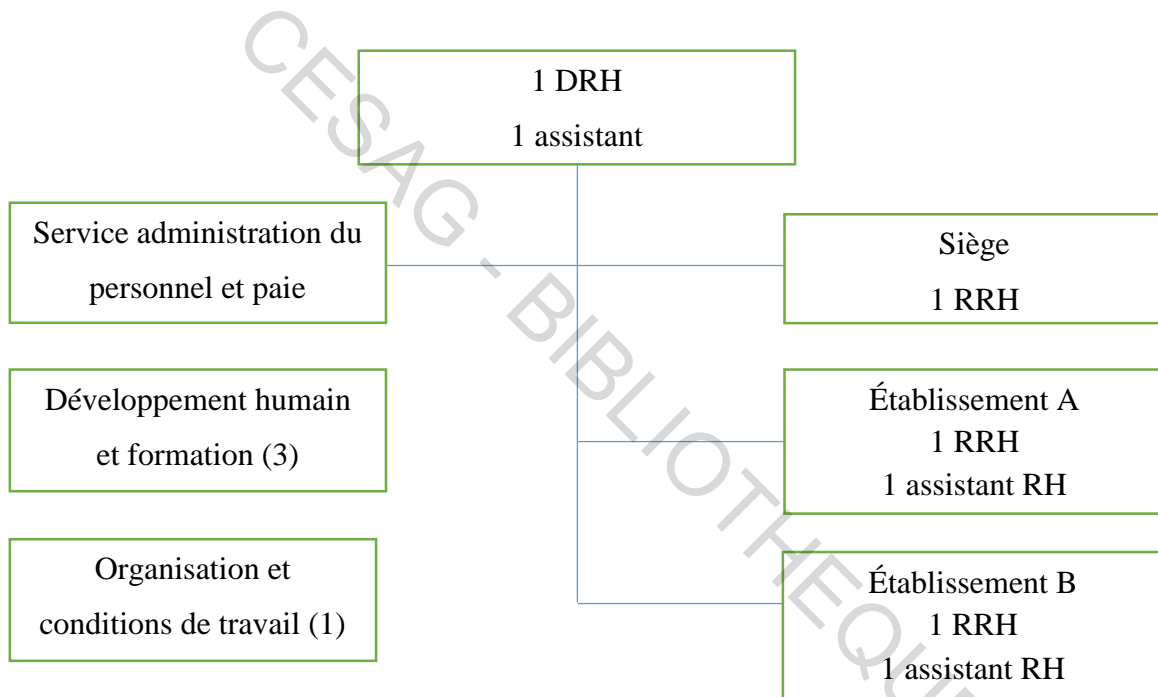 1 DRH
1 assistant
Service administration du
personnel et paie
Siège
1 RRH
Développement humain
et formation (3)
Établissement A
1 RRH
1 assistant RH
Organisation et
conditions de travail (1)
Établissement B
1 RRH
1 assistant RH
CESAG - BIBLIOTHEQUE